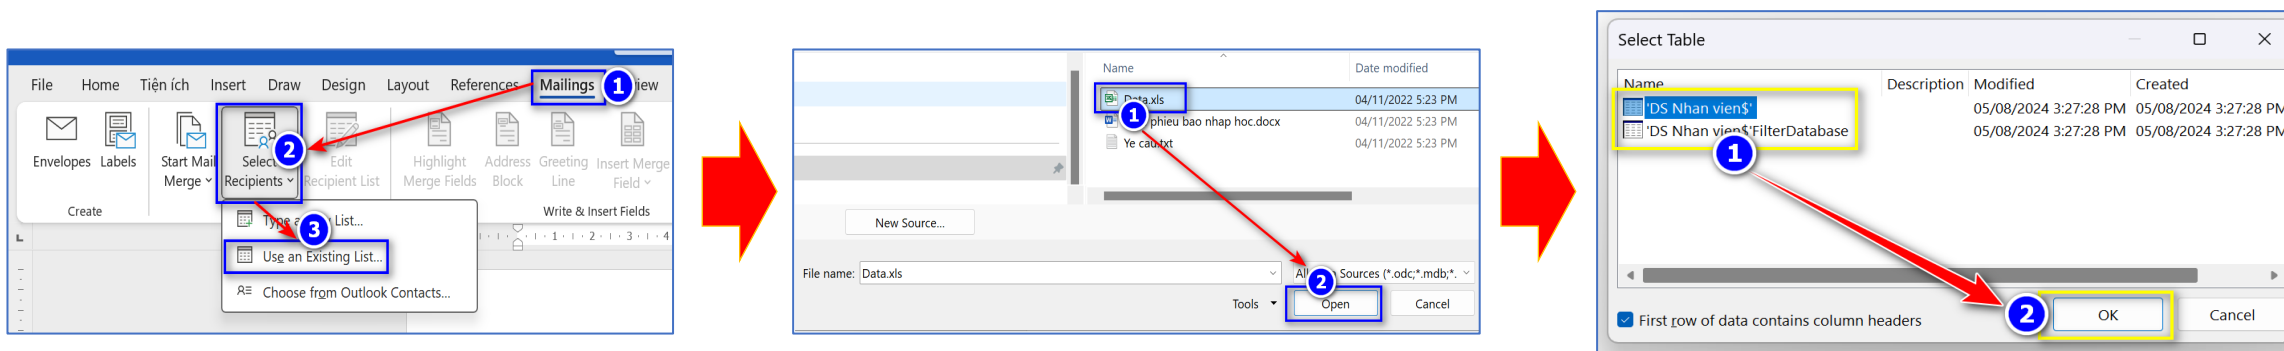 File Home Tiện ích Insert Draw Design Layout References Mailings 1 iew
Envelopes Labels Start Mail Merge Select Recipients 2 Edit Recipient List Highlight Merge Fields Address Block Greeting Line Insert Merge Field
Create Write & Insert Fields
Type a List...
3
Use an Existing List...
Choose from Outlook Contacts...
1 2 3 4
Name Date modified
Data.xls 04/11/2022 5:23 PM
1 phieu bao nhap hoc.docx 04/11/2022 5:23 PM
Ye cau.txt 04/11/2022 5:23 PM
New Source...
File name: Data.xls
2 Sources (*.odc;*.mdb;*.
Tools Open Cancel
Select Table
Name Description Modified Created
'DS Nhan vien$' 05/08/2024 3:27:28 PM 05/08/2024 3:27:28 PM
'DS Nhan vien$'FilterDatabase 05/08/2024 3:27:28 PM 05/08/2024 3:27:28 PM
1
First row of data contains column headers 2 OK Cancel